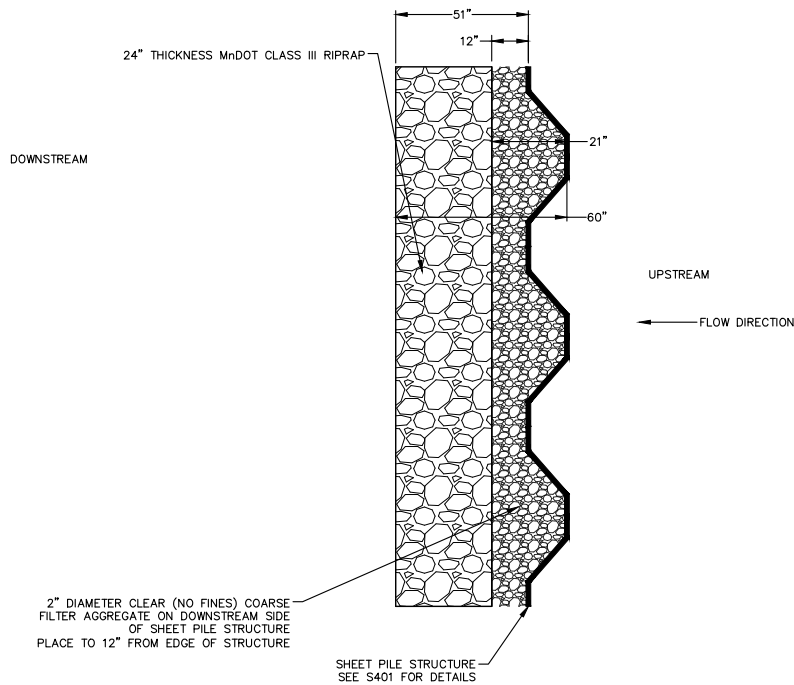 51"
12"
24" THICKNESS MnDOT CLASS III RIPRAP
21"
DOWNSTREAM
60"
UPSTREAM
FLOW DIRECTION
2" DIAMETER CLEAR (NO FINES) COARSE
FILTER AGGREGATE ON DOWNSTREAM SIDE
OF SHEET PILE STRUCTURE
PLACE TO 12" FROM EDGE OF STRUCTURE
SHEET PILE STRUCTURE
SEE S401 FOR DETAILS